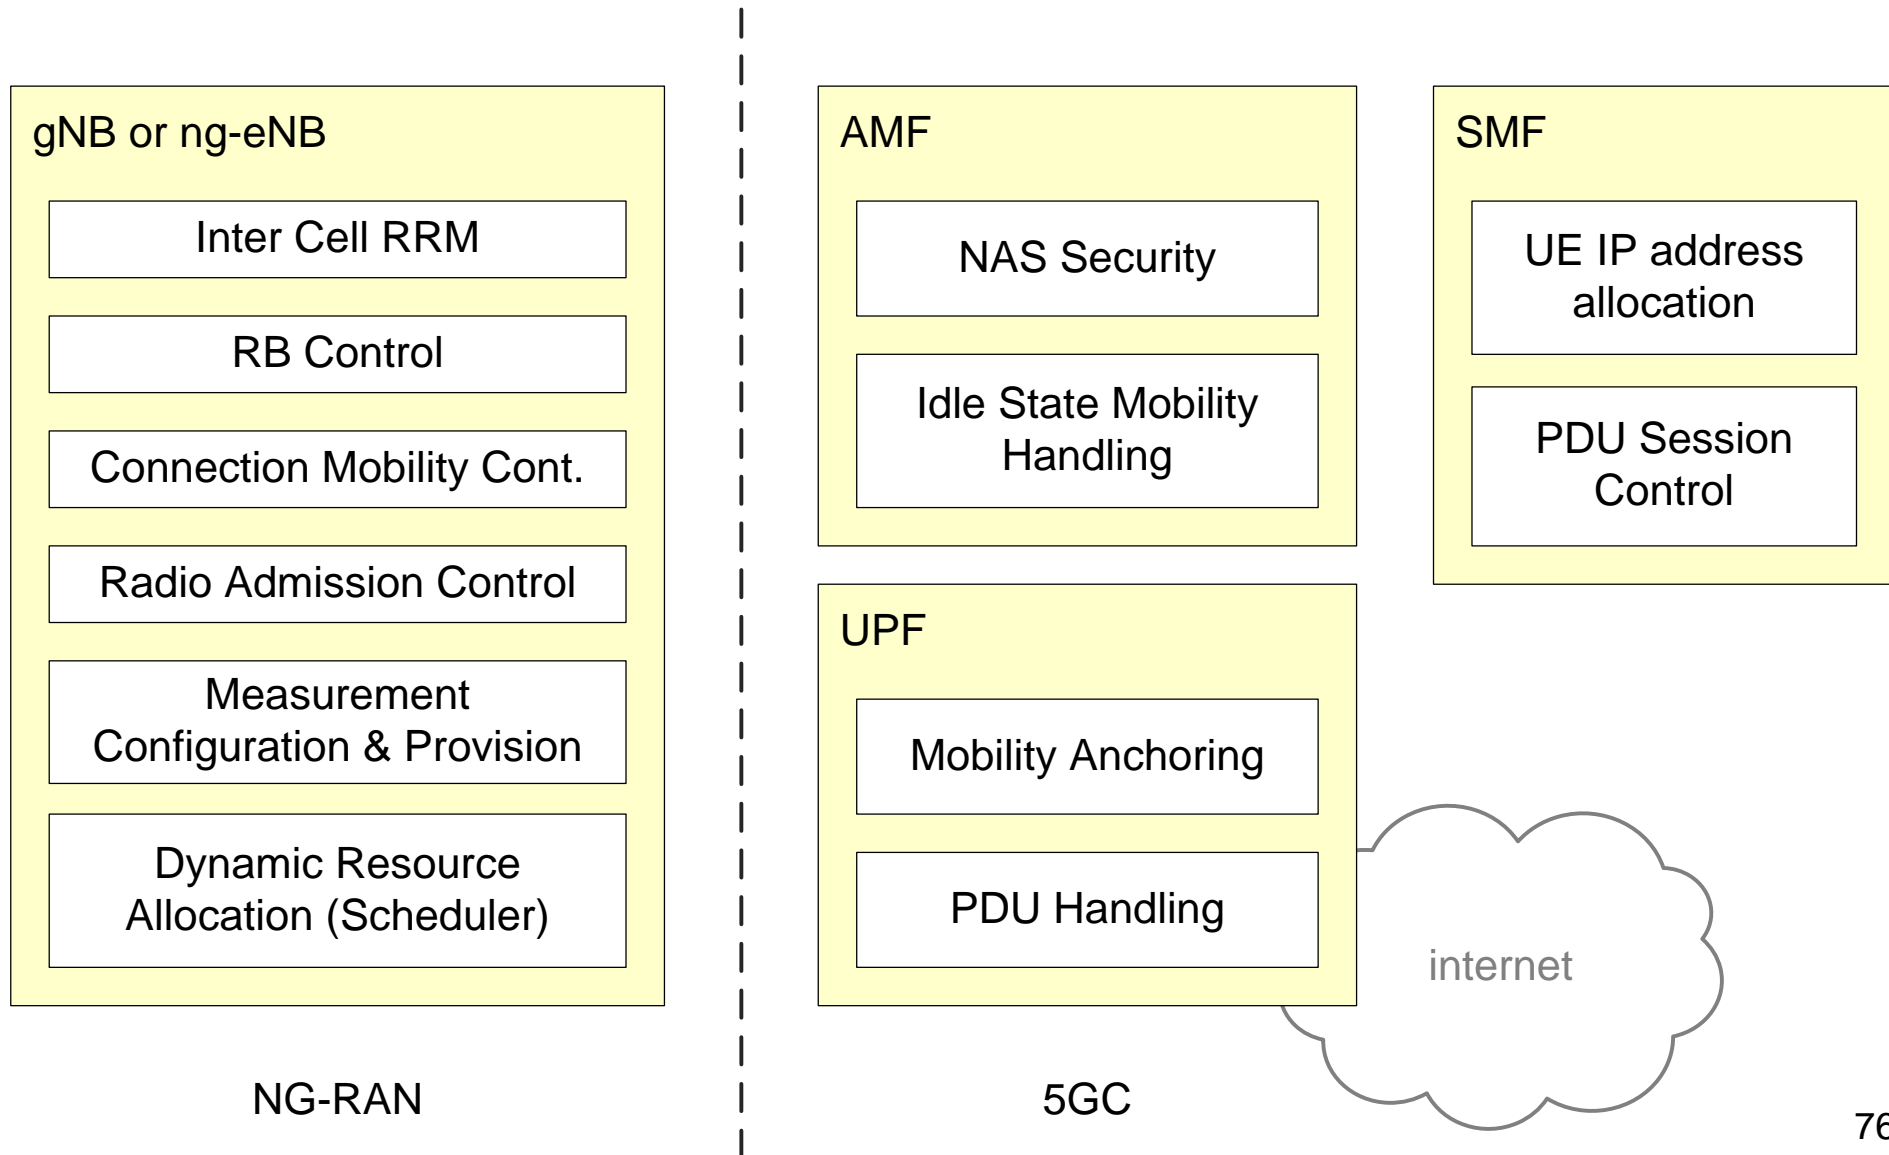 gNB or ng-eNB
Inter Cell RRM
RB Control
Connection Mobility Cont.
Radio Admission Control
Measurement
Configuration & Provision
Dynamic Resource
Allocation (Scheduler)
NG-RAN
AMF
NAS Security
Idle State Mobility
Handling
UPF
Mobility Anchoring
PDU Handling
SMF
UE IP address
allocation
PDU Session
Control
internet
5GC
76